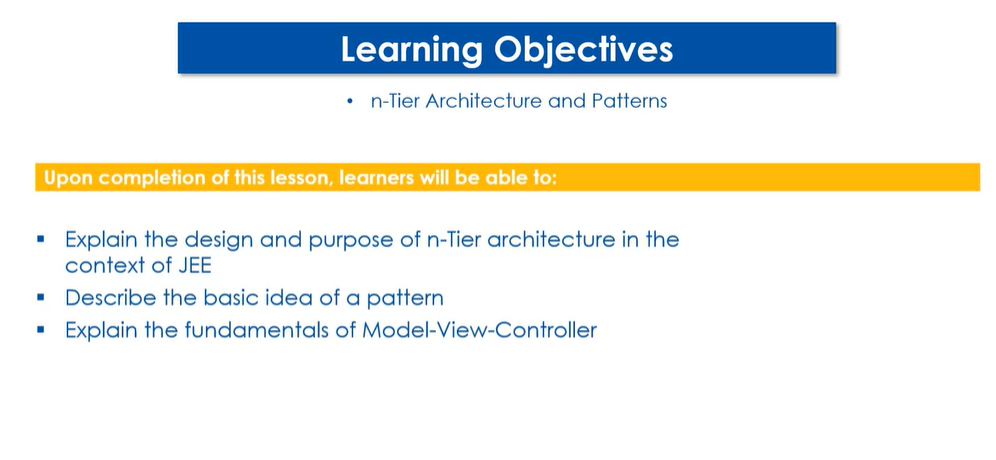 Learning Objectives
• n-Tier Architecture and Patterns
Upon completion of this lesson, learners will be able to:
▪ Explain the design and purpose of n-Tier architecture in the
context of JEE
▪ Describe the basic idea of a pattern
▪ Explain the fundamentals of Model-View-Controller